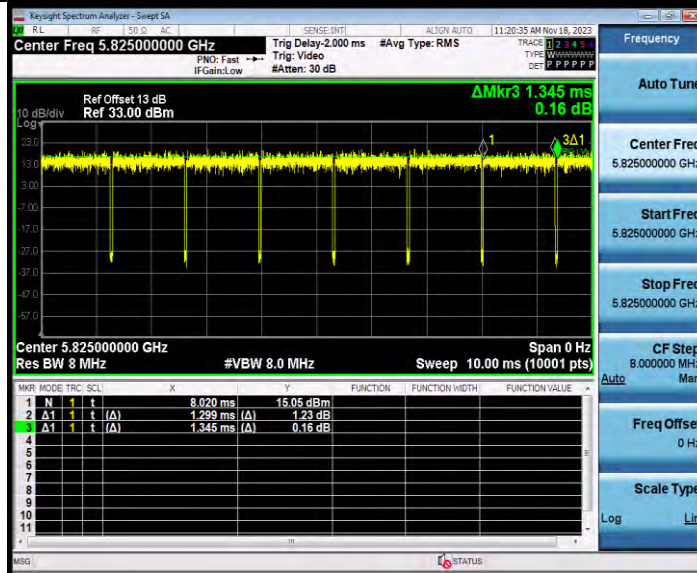 Keysight Spectrum Analyzer - Swept SA
RL RF 50 Ω AC SENSE:INT ALIGN AUTO 11:20:35 AM Nov 18, 2023
Center Freq 5.825000000 GHz
PNO: Fast
IFGain:Low
Trig Delay-2.000 ms
Trig: Video
#Atten: 30 dB
#Avg Type: RMS
TRACE 1 2 3 4 5 6
TYPE W
DET P P P P P P
Ref Offset 13 dB
10 dB/div Ref 33.00 dBm
Log
ΔMkr3 1.345 ms
0.16 dB
23.0
13.0
3.00
-7.00
-17.0
-27.0
-37.0
-47.0
-57.0
1
3Δ1
Center 5.825000000 GHz Span 0 Hz
Res BW 8 MHz #VBW 8.0 MHz Sweep 10.00 ms (10001 pts)
MKR MODE TRC SCL X Y FUNCTION FUNCTION WIDTH FUNCTION VALUE
1 N 1 t 8.020 ms 15.05 dBm
2 Δ1 1 t (Δ) 1.299 ms (Δ) 1.23 dB
3 Δ1 1 t (Δ) 1.345 ms (Δ) 0.16 dB
4
5
6
7
8
9
10
11
MSG STATUS
Frequency
Auto Tune
Center Freq
5.825000000 GHz
Start Freq
5.825000000 GHz
Stop Freq
5.825000000 GHz
CF Step
8.000000 MHz
Auto Man
Freq Offset
0 Hz
Scale Type
Log Lin